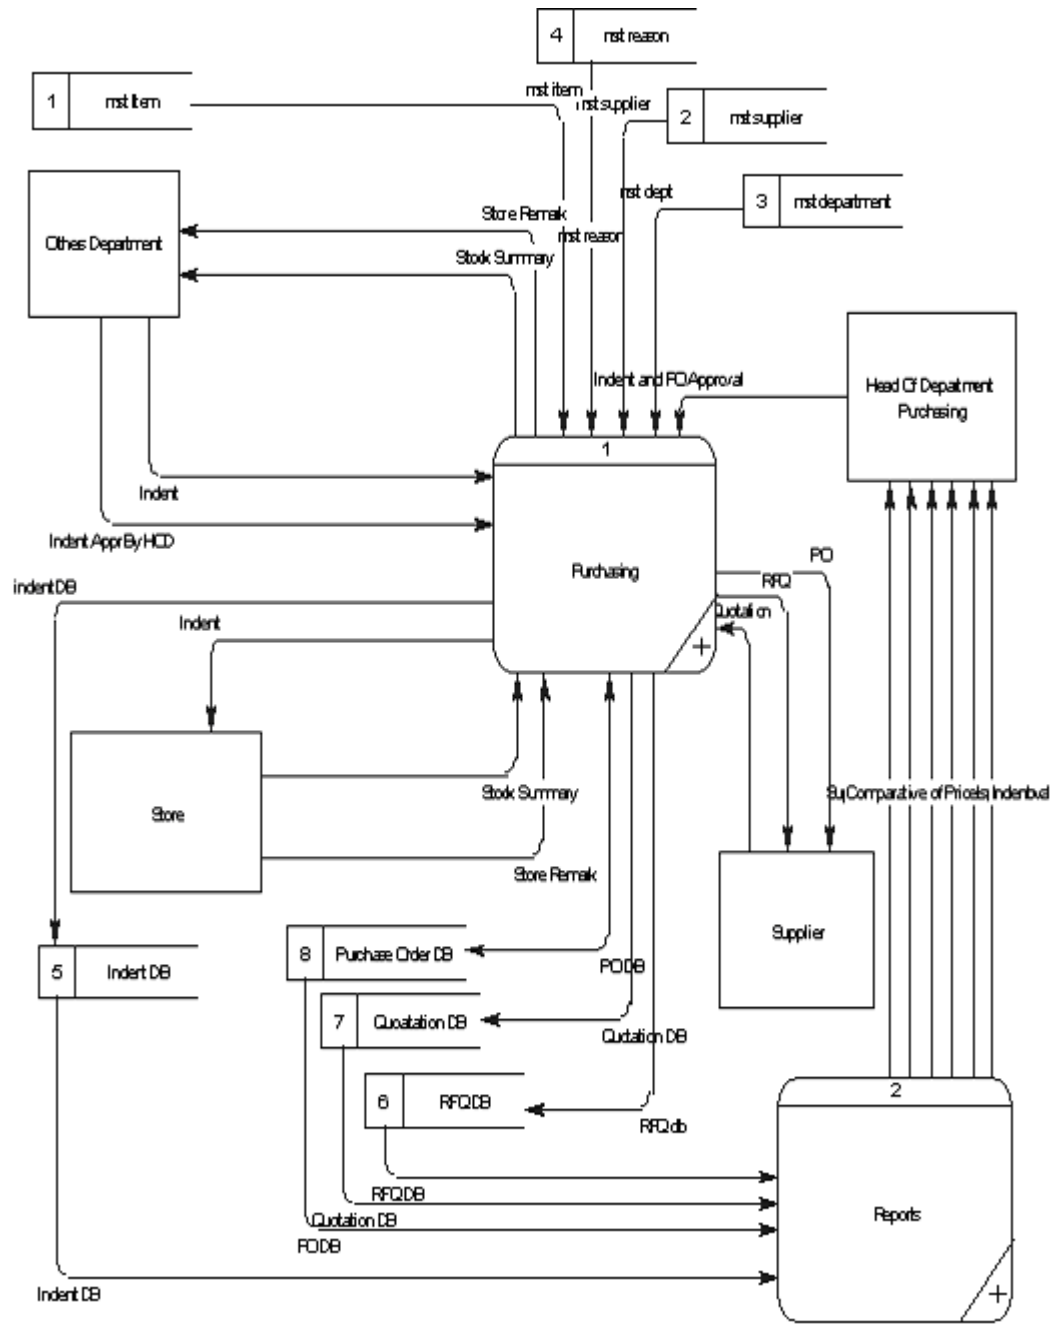 4 mst reason
1 mst Item
mst item
mst supplier
2 mst supplier
mst dept
3 mst department
Store Remark
mst reason
Others Department
Stock Summary
Indent and PO Approval
Head Of Department
Purchasing
1
Indent
Indent Appr By HOD
Purchasing
PO
RFQ
Quotation
indent DB
Indent
+
Stock Summary
Comparative of Price
Store
Store Remark
Supplier
8 Purchase Order DB
5 Indent DB
PO DB
7 Quoatation DB
Quotation DB
6 RFQ DB
2
RFQ db
RFQ DB
Quotation DB
Reports
PO DB
Indent DB
+